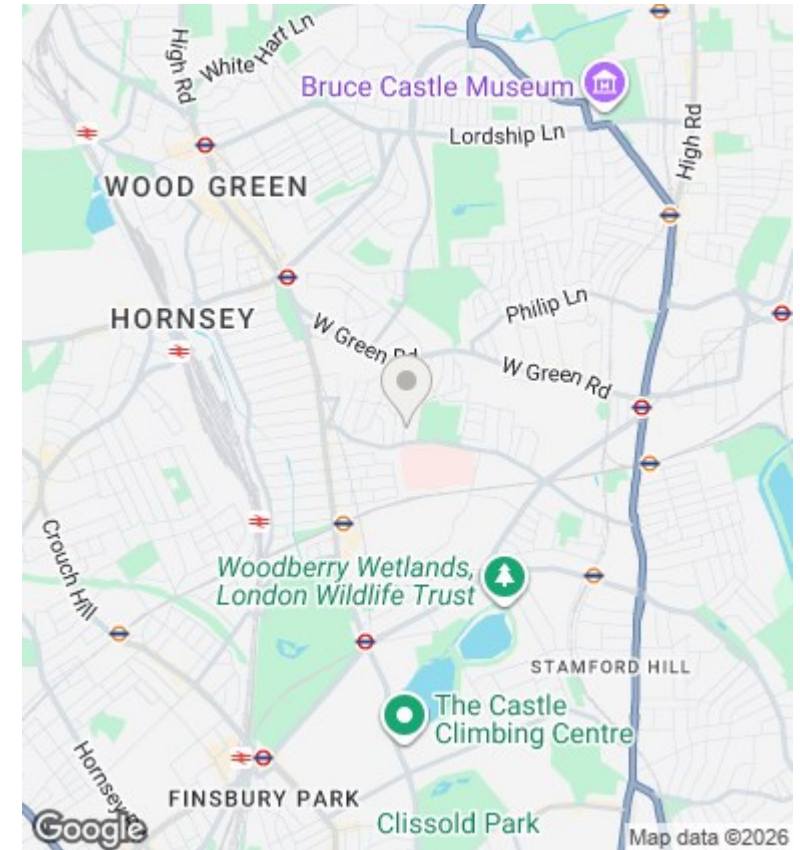 High Rd
White Hart Ln
Bruce Castle Museum
Lordship Ln
High Rd
WOOD GREEN
Philip Ln
HORNSEY
W Green Rd
W Green Rd
Crouch Hill
Woodberry Wetlands,
London Wildlife Trust
STAMFORD HILL
The Castle
Climbing Centre
Hornsey
FINSBURY PARK
Clissold Park
Google
Map data ©2026